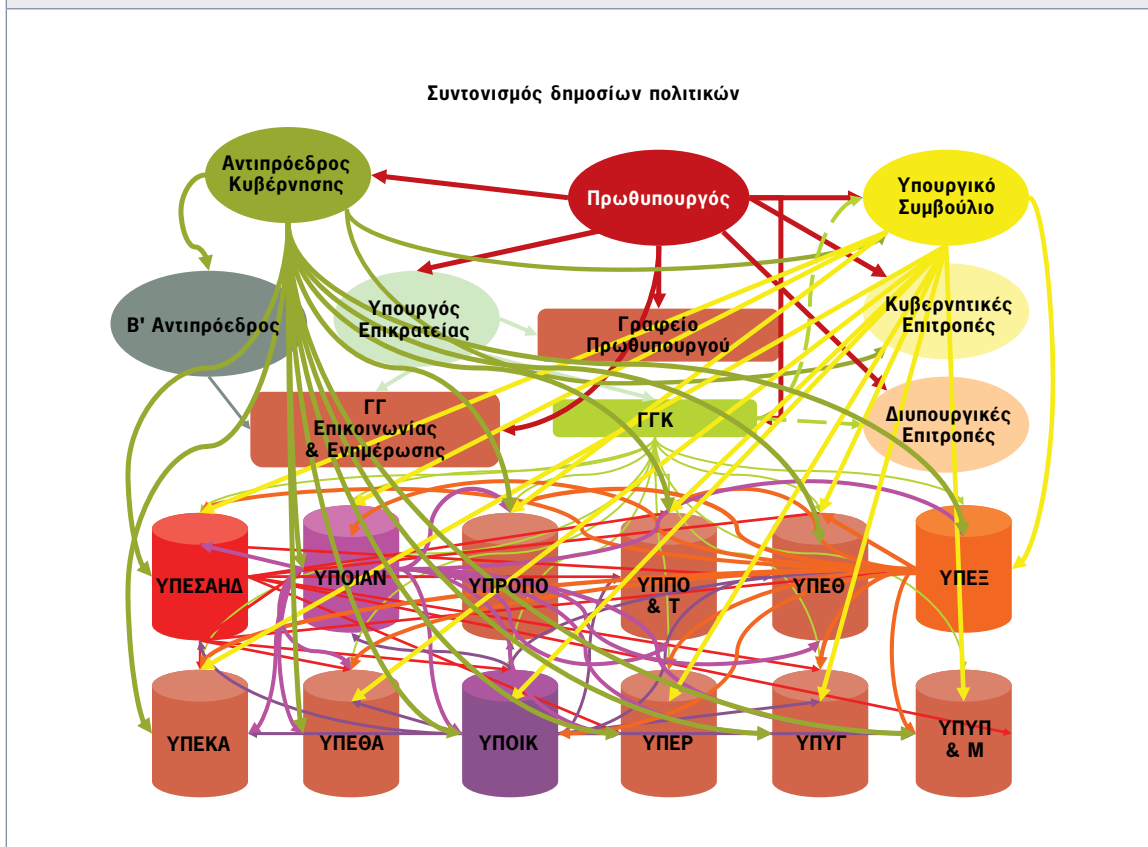 Συντονισμός δημοσίων πολιτικών
Αντιπρόεδρος
Κυβέρνησης
Πρωθυπουργός
Υπουργικό
Συμβούλιο
Β' Αντιπρόεδρος
Υπουργός
Επικρατείας
Γραφείο
Πρωθυπουργού
Κυβερνητικές
Επιτροπές
ΓΓ
Επικοινωνίας
& Ενημέρωσης
ΓΓΚ
Διυπουργικές
Επιτροπές
ΥΠΕΣΑΗΔ
ΥΠΟΙΑΝ
ΥΠΡΟΠΟ
ΥΠΠΟ
& Τ
ΥΠΕΘ
ΥΠΕΞ
ΥΠΕΚΑ
ΥΠΕΘΑ
ΥΠΟΙΚ
ΥΠΕΡ
ΥΠΥΓ
ΥΠΥΠ
& Μ